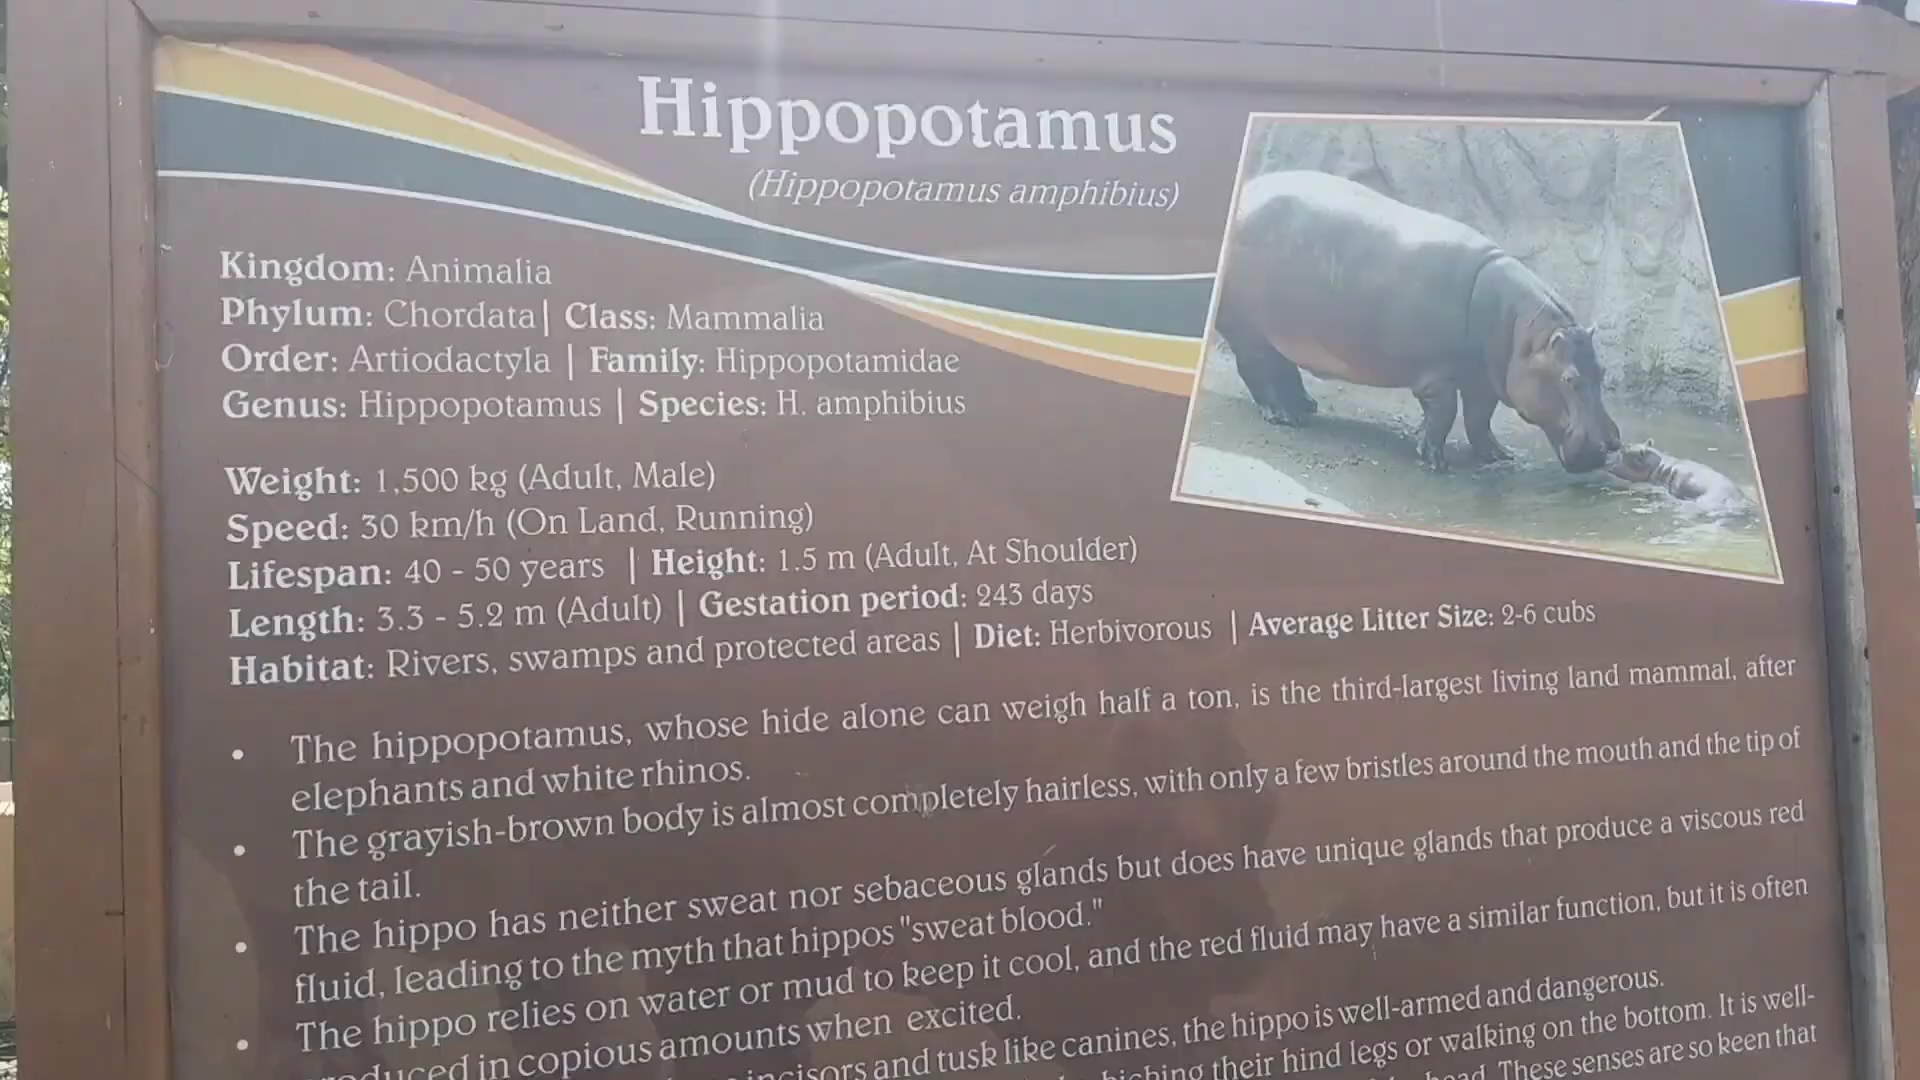 Hippopotamus
(Hippopotamus amphibius)
Kingdom: Animalia
Phylum: Chordata| Class: Mammalia
Order: Artiodactyla | Family: Hippopotamidae
Genus: Hippopotamus | Species: H. amphibius
Weight: 1,500 kg (Adult, Male)
Speed: 30 km/h (On Land, Running)
Lifespan: 40 - 50 years | Height: 1.5 m (Adult, At Shoulder)
Length: 3.3 - 5.2 m (Adult) | Gestation period: 243 days
Habitat: Rivers, swamps and protected areas | Diet: Herbivorous | Average Litter Size: 2-6 cubs
• The hippopotamus, whose hide alone can weigh half a ton, is the third-largest living land mammal, after
elephants and white rhinos.
• The grayish-brown body is almost completely hairless, with only a few bristles around the mouth and the tip of
the tail.
• The hippo has neither sweat nor sebaceous glands but does have unique glands that produce a viscous red
fluid, leading to the myth that hippos "sweat blood."
• The hippo relies on water or mud to keep it cool, and the red fluid may have a similar function, but it is often
in copious amounts when excited.
incisors and tusk like canines, the hippo is well-armed and dangerous.
their hind legs or walking on the bottom. It is well-
These senses are so keen that